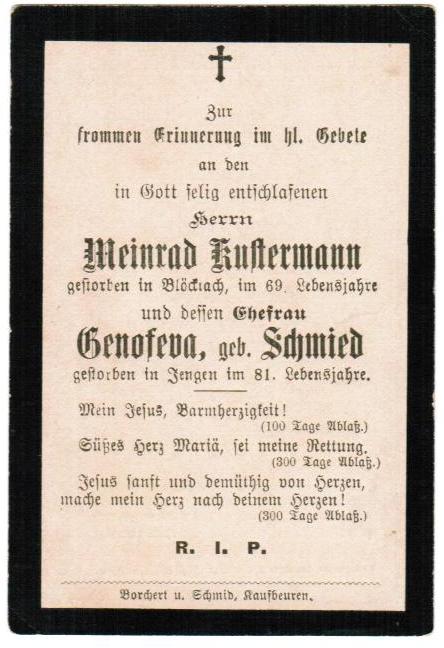 Zur
frommen Erinnerung im hl. Gebete
an den
in Gott selig entschlafenen
Herrn
Meinrad Kustermann
gestorben in Blöcktach, im 69. Lebensjahre
und dessen Ehefrau
Genofeva, geb. Schmied
gestorben in Jengen im 81. Lebensjahre.
Mein Jesus, Barmherzigkeit!
(100 Tage Ablaß.)
Süßes Herz Mariä, sei meine Rettung.
(300 Tage Ablaß.)
Jesus sanft und demüthig von Herzen,
mache mein Herz nach deinem Herzen!
(300 Tage Ablaß.)
R. I. P.
Borchert u. Schmid, Kaufbeuren.